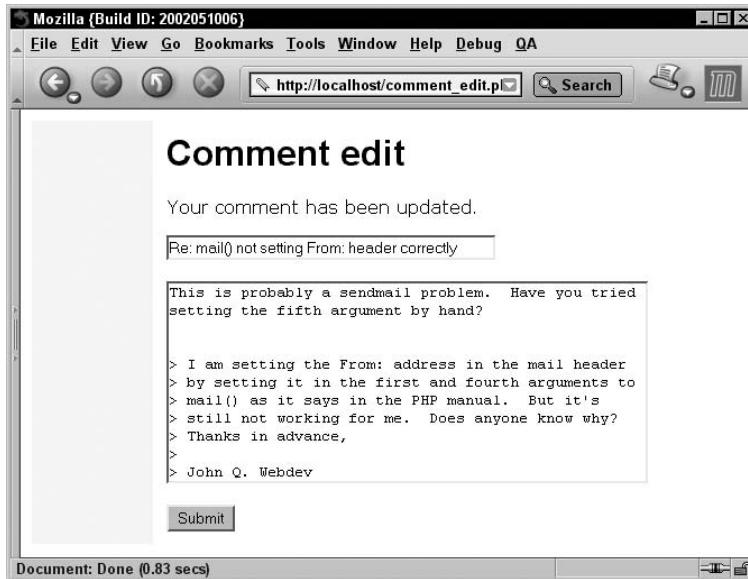 Mozilla {Build ID: 2002051006}
File Edit View Go Bookmarks Tools Window Help Debug QA
http://localhost/comment_edit.pl Search
Comment edit
Your comment has been updated.
Re: mail() not setting From: header correctly
This is probably a sendmail problem.  Have you tried
setting the fifth argument by hand?
> I am setting the From: address in the mail header
> by setting it in the first and fourth arguments to
> mail() as it says in the PHP manual.  But it's
> still not working for me.  Does anyone know why?
> Thanks in advance,
>
> John Q. Webdev
Submit
Document: Done (0.83 secs)